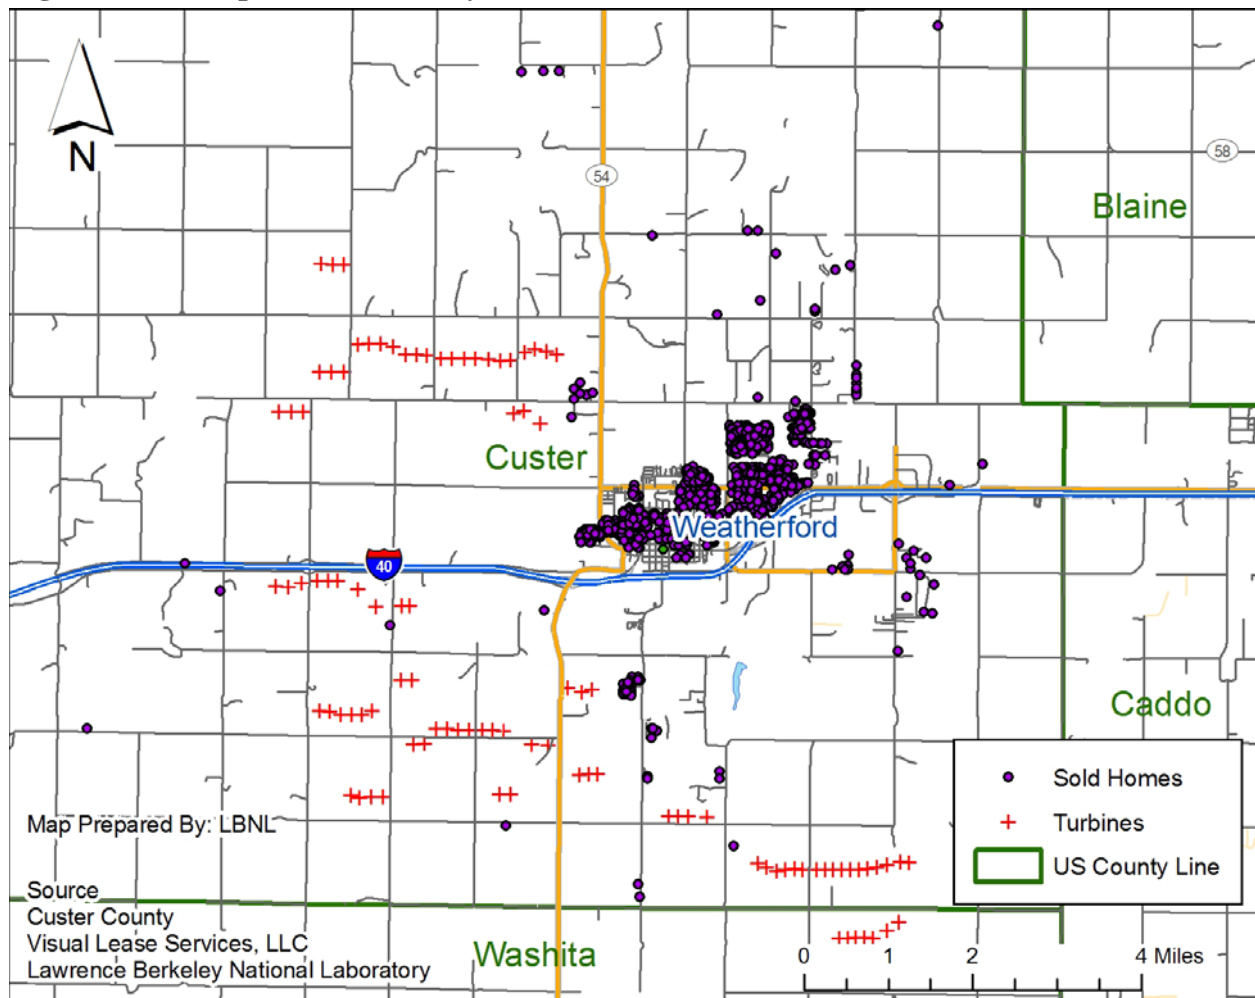 N
54
58
Blaine
Custer
Weatherford
40
Caddo
Sold Homes
Turbines
US County Line
Map Prepared By: LBNL
Source
Custer County
Visual Lease Services, LLC
Lawrence Berkeley National Laboratory
Washita
0 1 2 4 Miles